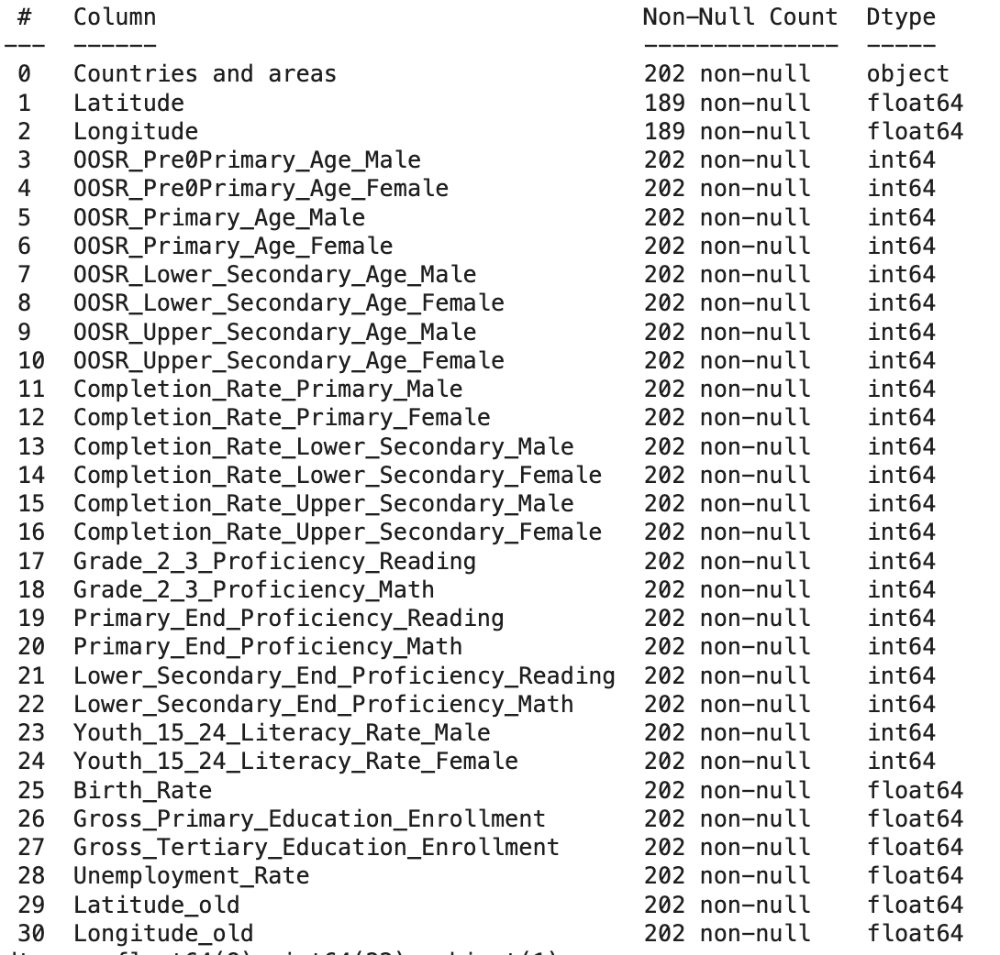 #   Column                                  Non-Null Count  Dtype
---  ------                                  --------------  -----
0   Countries and areas                     202 non-null    object
1   Latitude                                189 non-null    float64
2   Longitude                               189 non-null    float64
3   OOSR_Pre0Primary_Age_Male               202 non-null    int64
4   OOSR_Pre0Primary_Age_Female             202 non-null    int64
5   OOSR_Primary_Age_Male                   202 non-null    int64
6   OOSR_Primary_Age_Female                 202 non-null    int64
7   OOSR_Lower_Secondary_Age_Male           202 non-null    int64
8   OOSR_Lower_Secondary_Age_Female         202 non-null    int64
9   OOSR_Upper_Secondary_Age_Male           202 non-null    int64
10  OOSR_Upper_Secondary_Age_Female         202 non-null    int64
11  Completion_Rate_Primary_Male            202 non-null    int64
12  Completion_Rate_Primary_Female          202 non-null    int64
13  Completion_Rate_Lower_Secondary_Male    202 non-null    int64
14  Completion_Rate_Lower_Secondary_Female  202 non-null    int64
15  Completion_Rate_Upper_Secondary_Male    202 non-null    int64
16  Completion_Rate_Upper_Secondary_Female  202 non-null    int64
17  Grade_2_3_Proficiency_Reading           202 non-null    int64
18  Grade_2_3_Proficiency_Math              202 non-null    int64
19  Primary_End_Proficiency_Reading         202 non-null    int64
20  Primary_End_Proficiency_Math            202 non-null    int64
21  Lower_Secondary_End_Proficiency_Reading 202 non-null    int64
22  Lower_Secondary_End_Proficiency_Math    202 non-null    int64
23  Youth_15_24_Literacy_Rate_Male          202 non-null    int64
24  Youth_15_24_Literacy_Rate_Female        202 non-null    int64
25  Birth_Rate                              202 non-null    float64
26  Gross_Primary_Education_Enrollment      202 non-null    float64
27  Gross_Tertiary_Education_Enrollment     202 non-null    float64
28  Unemployment_Rate                       202 non-null    float64
29  Latitude_old                            202 non-null    float64
30  Longitude_old                           202 non-null    float64